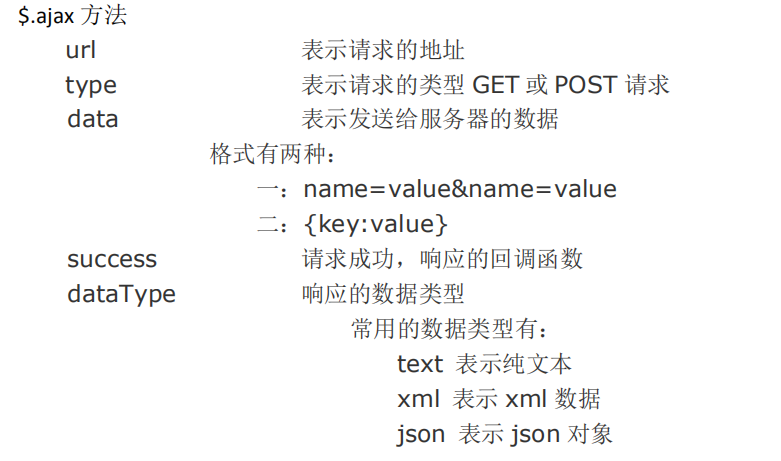 $.ajax 方法
url 表示请求的地址
type 表示请求的类型 GET 或 POST 请求
data 表示发送给服务器的数据
格式有两种：
一：name=value&name=value
二：{key:value}
success 请求成功，响应的回调函数
dataType 响应的数据类型
常用的数据类型有：
text 表示纯文本
xml 表示 xml 数据
json 表示 json 对象